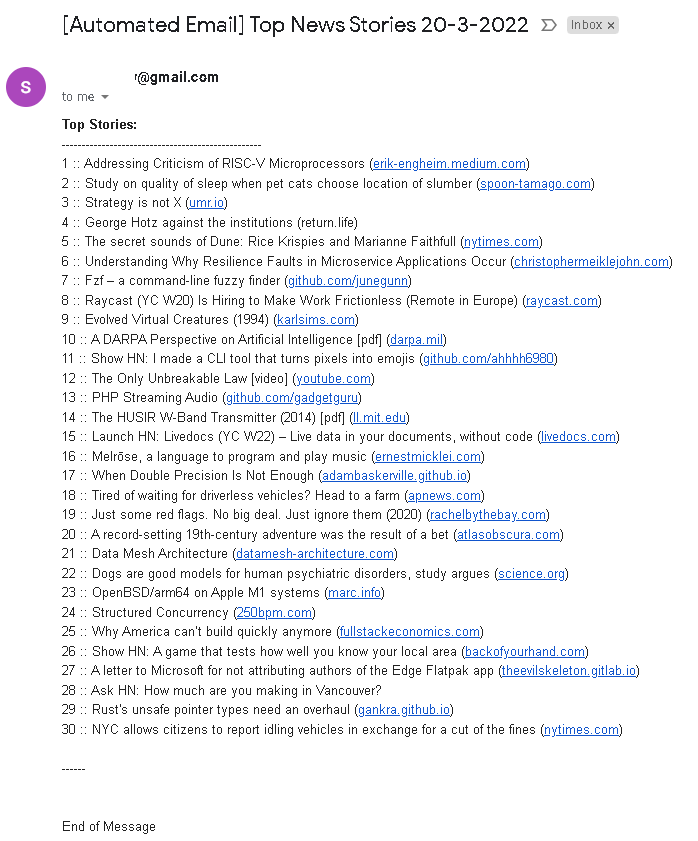 [Automated Email] Top News Stories 20-3-2022 Inbox ×
S
@gmail.com
to me
Top Stories:
--------------------------------------------------
1 :: Addressing Criticism of RISC-V Microprocessors (erik-engheim.medium.com)
2 :: Study on quality of sleep when pet cats choose location of slumber (spoon-tamago.com)
3 :: Strategy is not X (umr.io)
4 :: George Hotz against the institutions (return.life)
5 :: The secret sounds of Dune: Rice Krispies and Marianne Faithfull (nytimes.com)
6 :: Understanding Why Resilience Faults in Microservice Applications Occur (christophermeiklejohn.com)
7 :: Fzf – a command-line fuzzy finder (github.com/junegunn)
8 :: Raycast (YC W20) Is Hiring to Make Work Frictionless (Remote in Europe) (raycast.com)
9 :: Evolved Virtual Creatures (1994) (karlsims.com)
10 :: A DARPA Perspective on Artificial Intelligence [pdf] (darpa.mil)
11 :: Show HN: I made a CLI tool that turns pixels into emojis (github.com/ahhhh6980)
12 :: The Only Unbreakable Law [video] (youtube.com)
13 :: PHP Streaming Audio (github.com/gadgetguru)
14 :: The HUSIR W-Band Transmitter (2014) [pdf] (ll.mit.edu)
15 :: Launch HN: Livedocs (YC W22) – Live data in your documents, without code (livedocs.com)
16 :: Melrōse, a language to program and play music (ernestmicklei.com)
17 :: When Double Precision Is Not Enough (adambaskerville.github.io)
18 :: Tired of waiting for driverless vehicles? Head to a farm (apnews.com)
19 :: Just some red flags. No big deal. Just ignore them (2020) (rachelbythebay.com)
20 :: A record-setting 19th-century adventure was the result of a bet (atlasobscura.com)
21 :: Data Mesh Architecture (datamesh-architecture.com)
22 :: Dogs are good models for human psychiatric disorders, study argues (science.org)
23 :: OpenBSD/arm64 on Apple M1 systems (marc.info)
24 :: Structured Concurrency (250bpm.com)
25 :: Why America can't build quickly anymore (fullstackeconomics.com)
26 :: Show HN: A game that tests how well you know your local area (backofyourhand.com)
27 :: A letter to Microsoft for not attributing authors of the Edge Flatpak app (theevilskeleton.gitlab.io)
28 :: Ask HN: How much are you making in Vancouver?
29 :: Rust's unsafe pointer types need an overhaul (gankra.github.io)
30 :: NYC allows citizens to report idling vehicles in exchange for a cut of the fines (nytimes.com)
------
End of Message